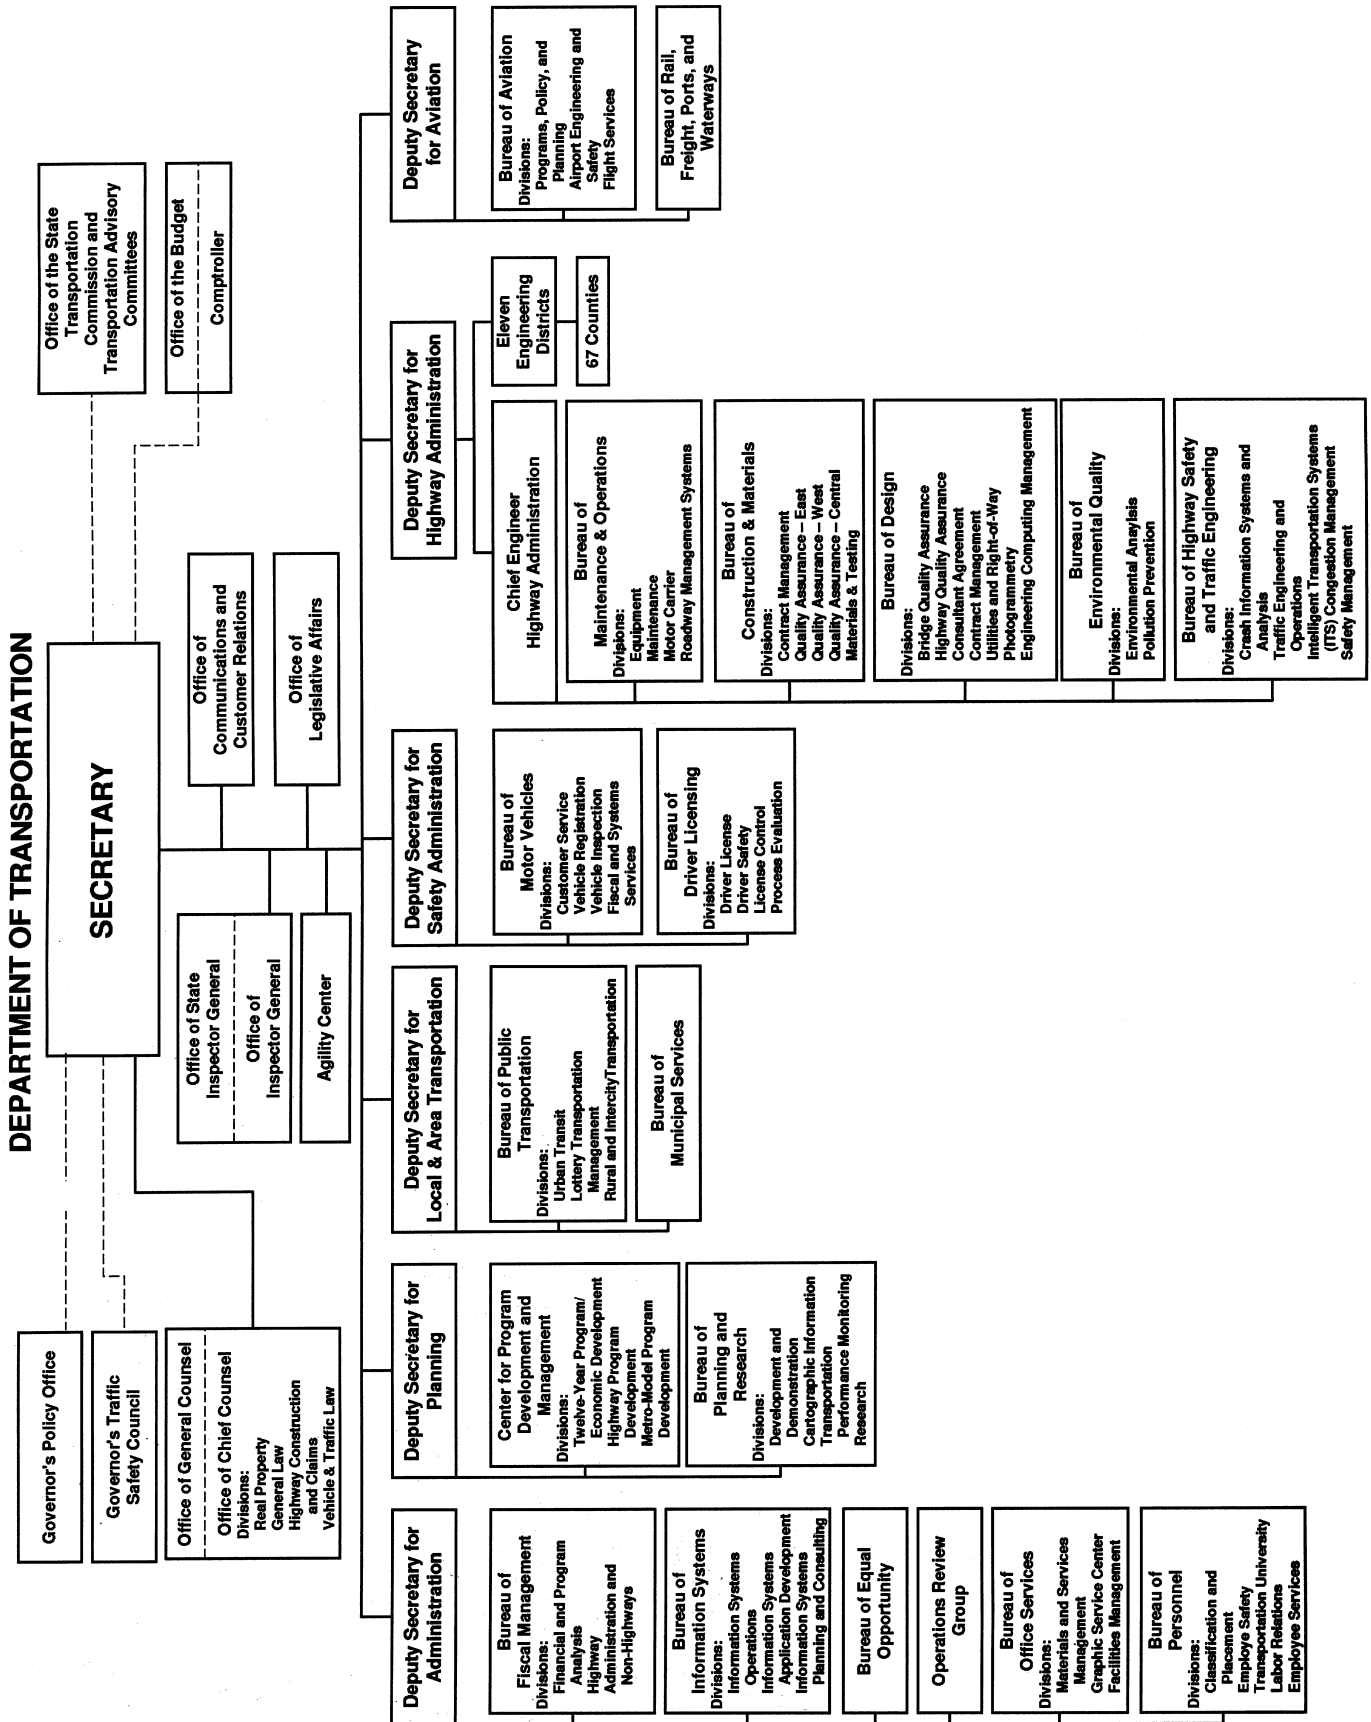 DEPARTMENT OF TRANSPORTATION
SECRETARY
Governor's Policy Office
Governor's Traffic
Safety Council
Office of General Counsel
Office of Chief Counsel
Divisions:
Real Property
General Law
Highway Construction
and Claims
Vehicle & Traffic Law
Office of the State
Transportation
Commission and
Transportation Advisory
Committees
Office of the Budget
Comptroller
Office of State
Inspector General
Office of
Inspector General
Agility Center
Office of
Communications and
Customer Relations
Office of
Legislative Affairs
Deputy Secretary for
Administration
Bureau of
Fiscal Management
Divisions:
Financial and Program
Analysis
Highway
Administration and
Non-Highways
Bureau of
Information Systems
Divisions:
Information Systems
Operations
Information Systems
Application Development
Information Systems
Planning and Consulting
Bureau of Equal
Opportunity
Operations Review
Group
Bureau of
Office Services
Divisions:
Materials and Services
Management
Graphic Service Center
Facilities Management
Bureau of
Personnel
Divisions:
Classification and
Placement
Employe Safety
Transportation University
Labor Relations
Employee Services
Deputy Secretary for
Planning
Center for Program
Development and
Management
Divisions:
Twelve-Year Program/
Economic Development
Highway Program
Development
Metro-Model Program
Development
Bureau of
Planning and
Research
Divisions:
Development and
Demonstration
Cartographic Information
Transportation
Performance Monitoring
Research
Deputy Secretary for
Local & Area Transportation
Bureau of Public
Transportation
Divisions:
Urban Transit
Lottery Transportation
Management
Rural and IntercityTransportation
Bureau of
Municipal Services
Deputy Secretary for
Safety Administration
Bureau of
Motor Vehicles
Divisions:
Customer Service
Vehicle Registration
Vehicle Inspection
Fiscal and Systems
Services
Bureau of
Driver Licensing
Divisions:
Driver License
Driver Safety
License Control
Process Evaluation
Deputy Secretary for
Highway Administration
Chief Engineer
Highway Administration
Bureau of
Maintenance & Operations
Divisions:
Equipment
Maintenance
Motor Carrier
Roadway Management Systems
Bureau of
Construction & Materials
Divisions:
Contract Management
Quality Assurance – East
Quality Assurance – West
Quality Assurance – Central
Materials & Testing
Bureau of Design
Divisions:
Bridge Quality Assurance
Highway Quality Assurance
Consultant Agreement
Contract Management
Utilities and Right-of-Way
Photogrammetry
Engineering Computing Management
Bureau of
Environmental Quality
Divisions:
Environmental Anaylsis
Pollution Prevention
Bureau of Highway Safety
and Traffic Engineering
Divisions:
Crash Information Systems and
Analysis
Traffic Engineering and
Operations
Intelligent Transportation Systems
(ITS) Congestion Management
Safety Management
Eleven
Engineering
Districts
67 Counties
Deputy Secretary
for Aviation
Bureau of Aviation
Divisions:
Programs, Policy, and
Planning
Airport Engineering and
Safety
Flight Services
Bureau of Rail,
Freight, Ports, and
Waterways